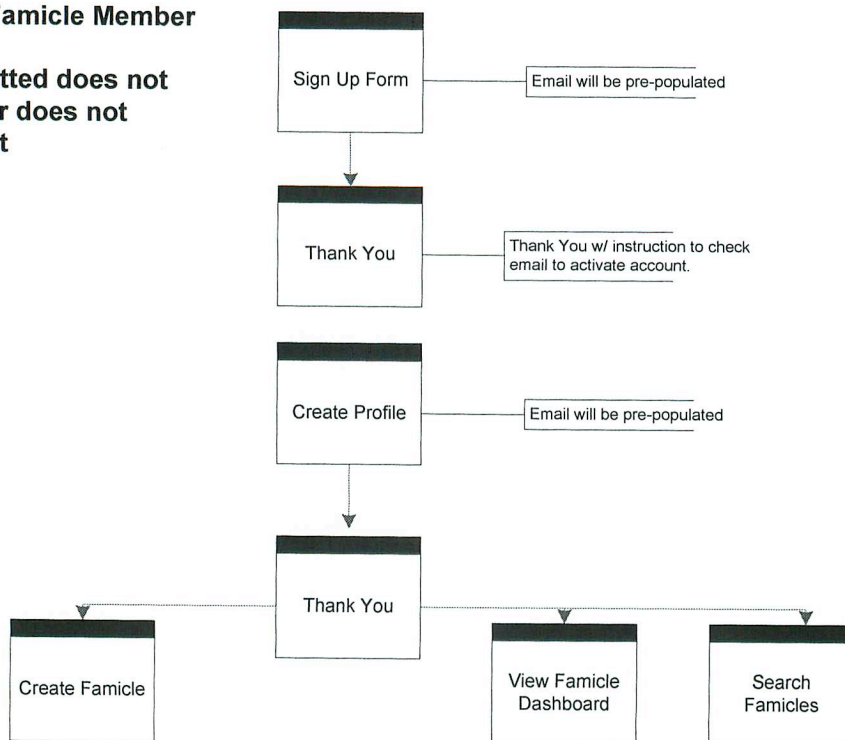 amicle Member
tted does not
r does not
t
Sign Up Form
Email will be pre-populated
Thank You
Thank You w/ instruction to check
email to activate account.
Create Profile
Email will be pre-populated
Thank You
Create Famicle
View Famicle
Dashboard
Search
Famicles